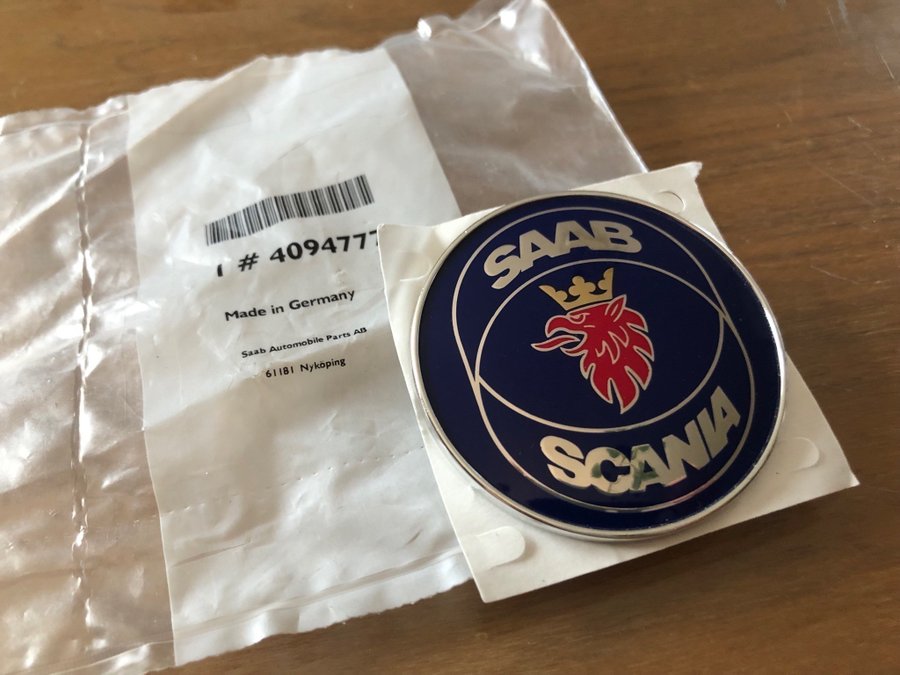 # 4094777
Made in Germany
Saab Automobile Parts AB
61181 Nyköping
SAAB
SCANIA